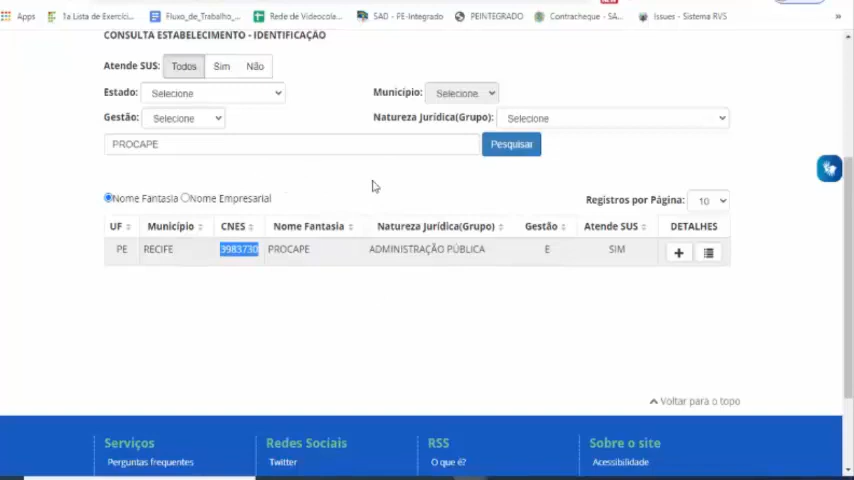 Apps 1a Lista de Exercíci... Fluxo_de_Trabalho_... Rede de Videocola... SAD - PE-Integrado PEINTEGRADO Contracheque - SA... Issues - Sistema RVS »
CONSULTA ESTABELECIMENTO - IDENTIFICAÇÃO
Atende SUS: Todos Sim Não
Estado: Selecione Município: Selecione
Gestão: Selecione Natureza Jurídica(Grupo): Selecione
PROCAPE Pesquisar
Nome Fantasia Nome Empresarial Registros por Página: 10
UF Município CNES Nome Fantasia Natureza Jurídica(Grupo) Gestão Atende SUS DETALHES
PE RECIFE 3983730 PROCAPE ADMINISTRAÇÃO PÚBLICA E SIM
Voltar para o topo
Serviços Redes Sociais RSS Sobre o site
Perguntas frequentes Twitter O que é? Acessibilidade